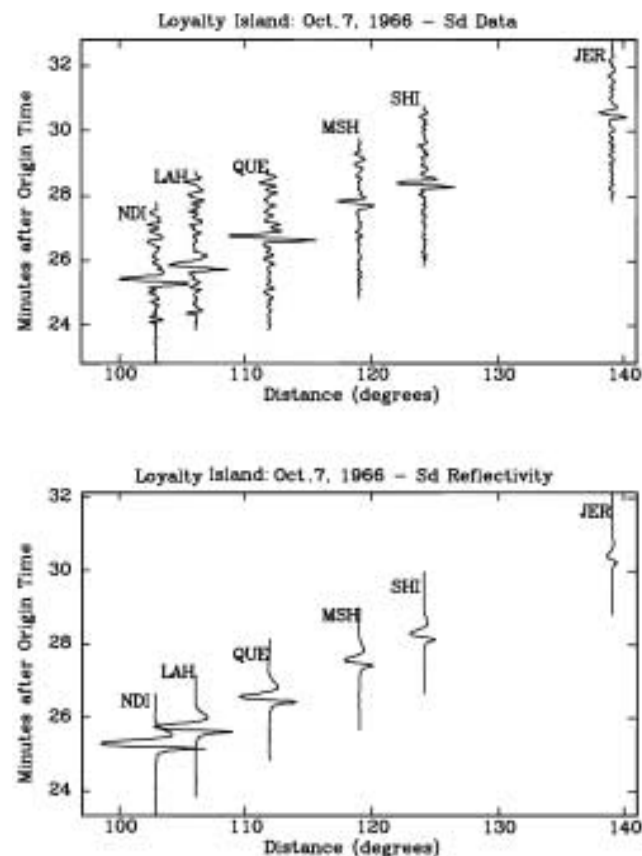 Loyalty Island: Oct. 7, 1966 - Sd Data
32
30
28
26
24
Minutes after Origin Time
NDI
LAH
QUE
MSH
SHI
JER
100
110
120
130
140
Distance (degrees)
Loyalty Island: Oct. 7, 1966 - Sd Reflectivity
32
30
28
26
24
Minutes after Origin Time
NDI
LAH
QUE
MSH
SHI
JER
100
110
120
130
140
Distance (degrees)